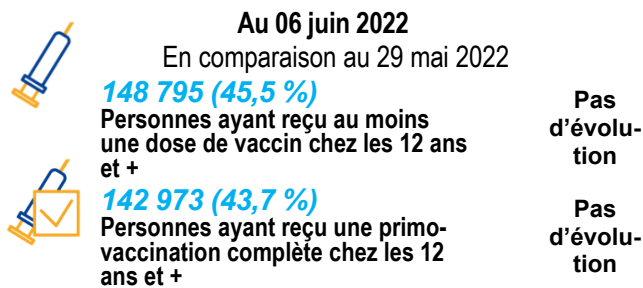 Au 06 juin 2022
En comparaison au 29 mai 2022
148 795 (45,5 %)
Personnes ayant reçu au moins
une dose de vaccin chez les 12 ans
et +
Pas
d'évolu-
tion
142 973 (43,7 %)
Personnes ayant reçu une primo-
vaccination complète chez les 12
ans et +
Pas
d'évolu-
tion